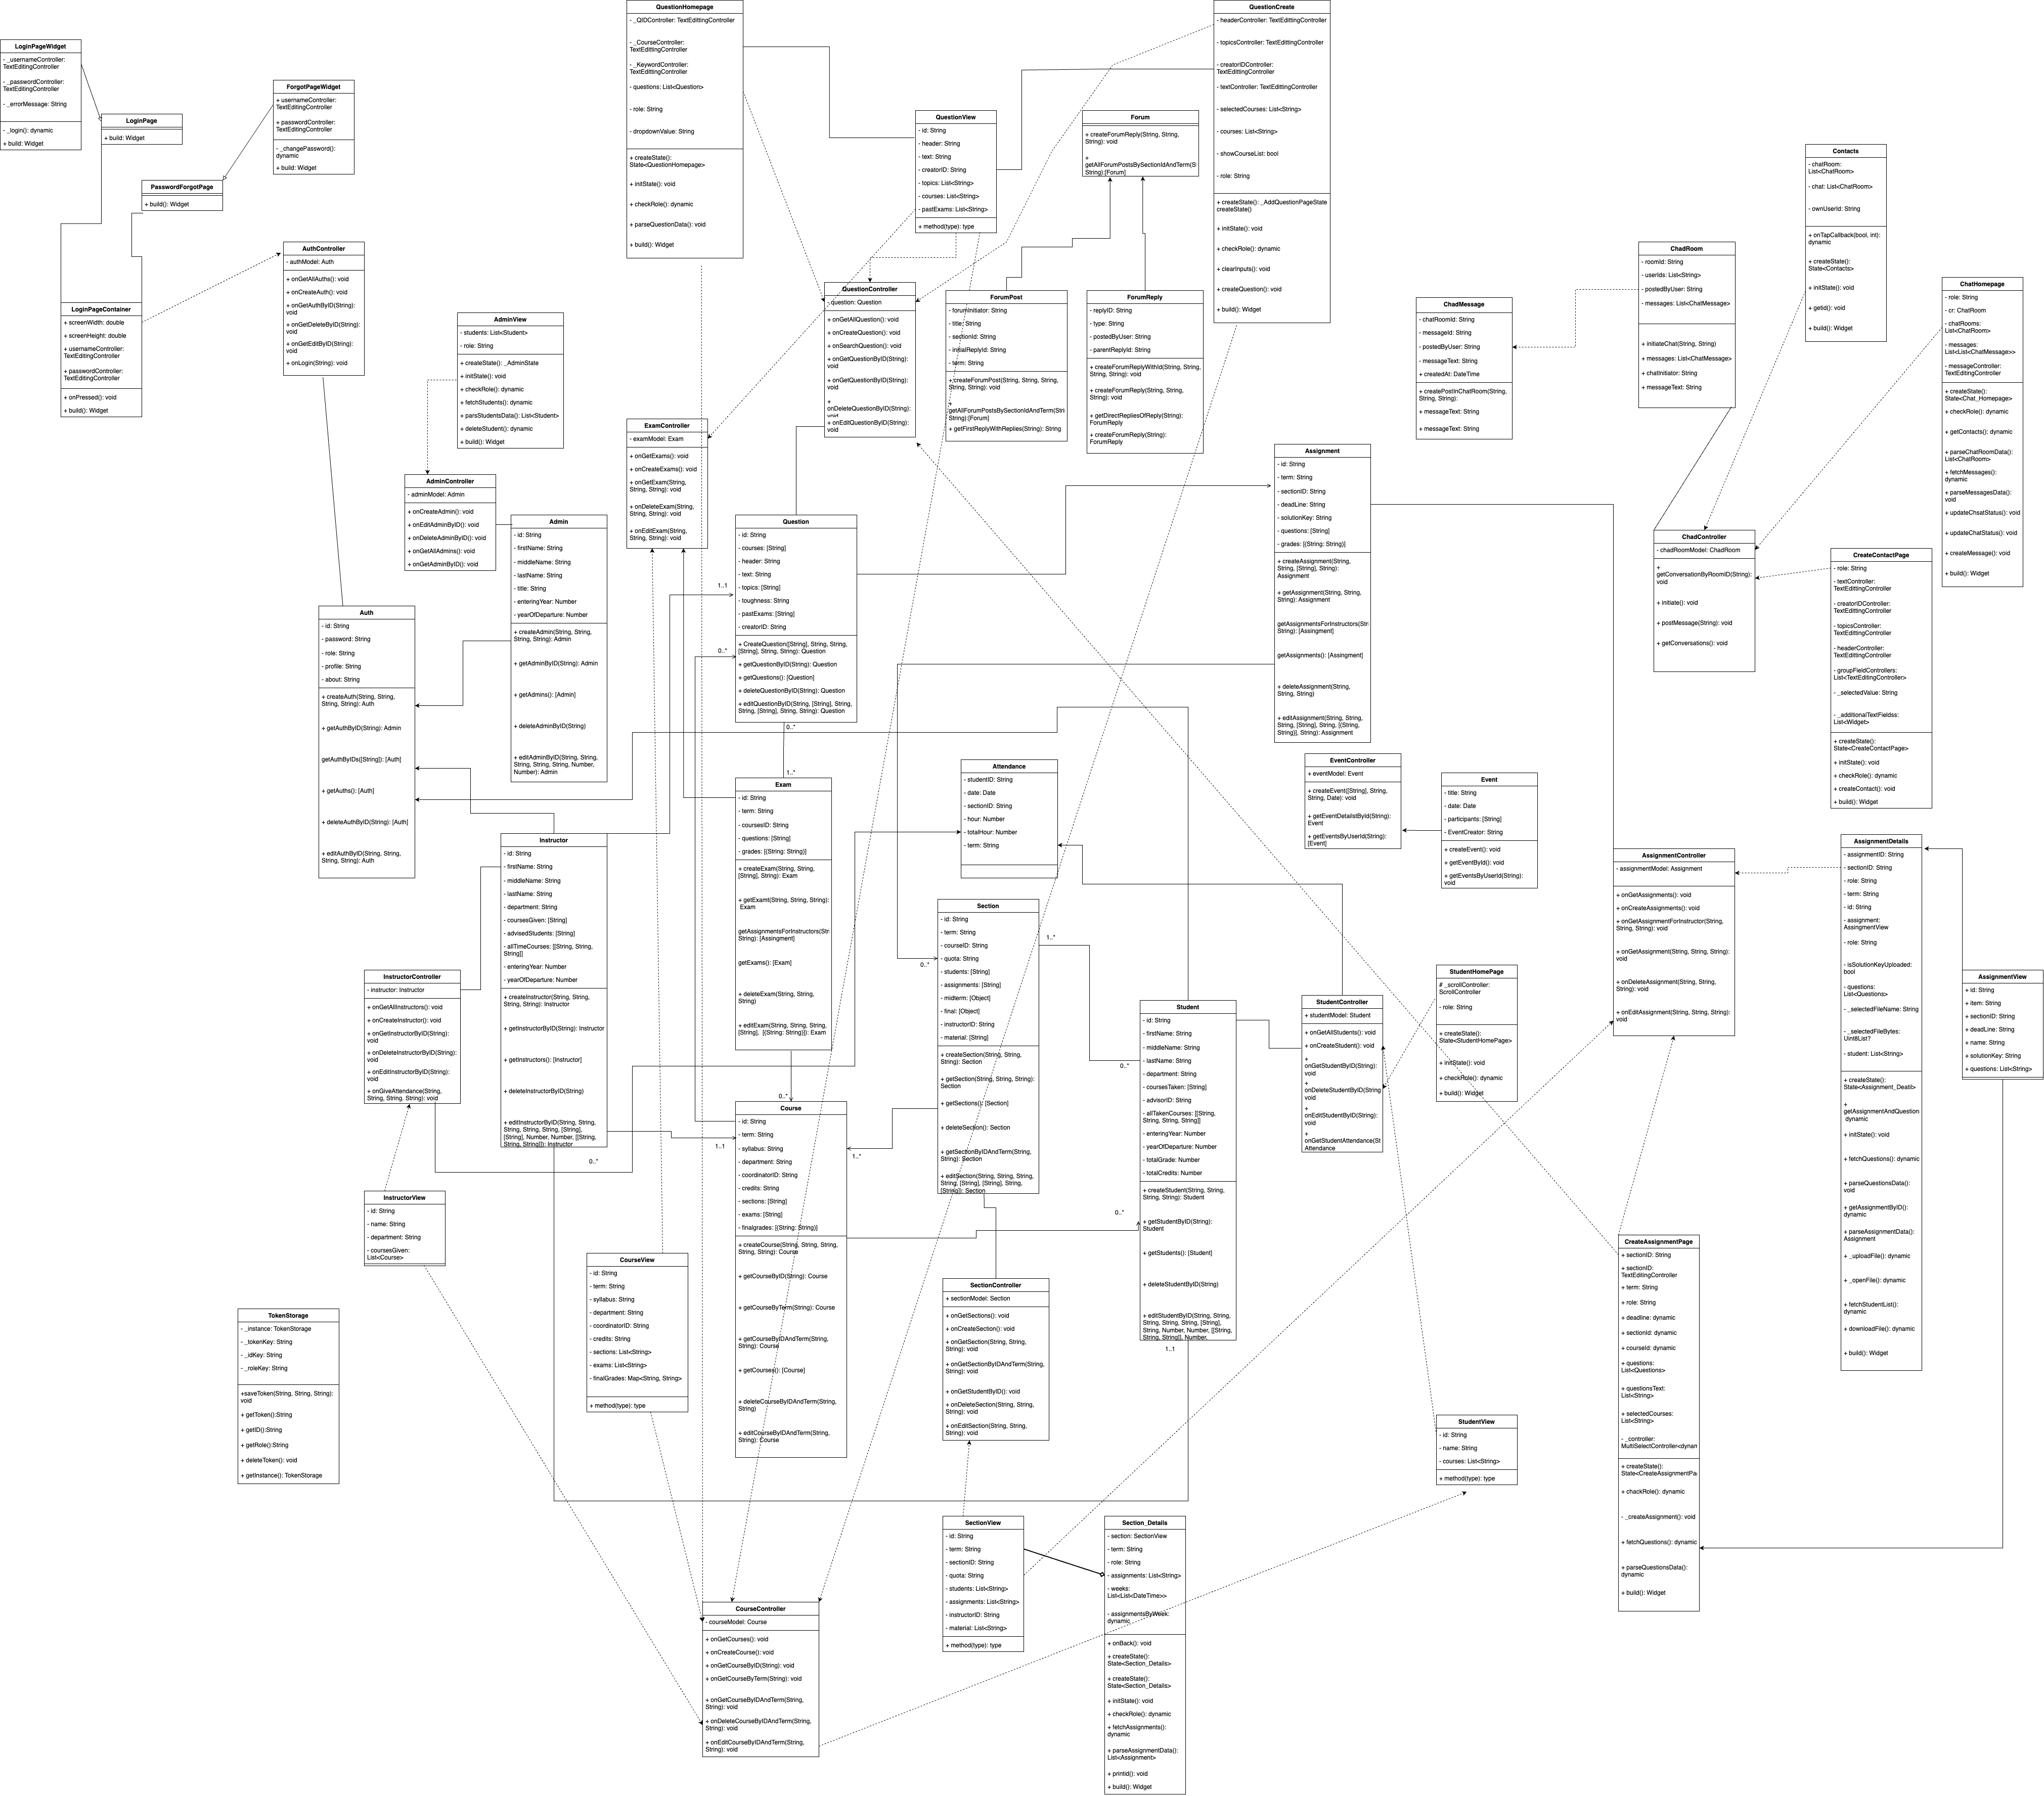 LoginPageWidget
- _usernameController:
TextEditingController
- _passwordController:
TextEditingController
- _errorMessage: String
- _login(): dynamic
+ build: Widget
LoginPage
+ build: Widget
ForgotPageWidget
+ usernameController:
TextEditingController
+ passwordController:
TextEditingController
- _changePassword():
dynamic
+ build: Widget
PasswordForgotPage
+ build(): Widget
LoginPageContainer
+ screenWidth: double
+ screenHeight: double
+ usernameController:
TextEditingController
+ passwordController:
TextEditingController
+ onPressed(): void
+ build(): Widget
AuthController
- authModel: Auth
+ onGetAllAuths(): void
+ onCreateAuth(): void
+ onGetAuthByID(String):
void
+ onGetDeleteByID(String):
void
+ onGetEditByID(String):
void
+ onLogin(String): void
AdminView
- students: List<Student>
- role: String
+ createState(): _AdminState
+ initState(): void
+ checkRole(): dynamic
+ fetchStudents(): dynamic
+ parsStudentsData(): List<Student>
+ deleteStudent(): dynamic
+ build(): Widget
AdminController
- adminModel: Admin
+ onCreateAdmin(): void
+ onEditAdminByID(): void
+ onDeleteAdminByID(): void
+ onGetAllAdmins(): void
+ onGetAdminByID(): void
Admin
- id: String
- firstName: String
- middleName: String
- lastName: String
- title: String
- enteringYear: Number
- yearOfDeparture: Number
+ createAdmin(String, String,
String, String): Admin
+ getAdminByID(String): Admin
+ getAdmins(): [Admin]
+ deleteAdminByID(String)
+ editAdminByID(String, String,
String, String, String, Number,
Number): Admin
Auth
- id: String
- password: String
- role: String
- profile: String
- about: String
+ createAuth(String, String,
String, String): Auth
+ getAuthByID(String): Admin
getAuthByIDs([String]): [Auth]
+ getAuths(): [Auth]
+ deleteAuthByID(String): [Auth]
+ editAuthByID(String, String,
String, String): Auth
QuestionHomepage
- _QIDController: TextEdittingController
- _CourseController:
TextEdittingController
- _KeywordController:
TextEdittingController
- questions: List<Question>
- role: String
- dropdownValue: String
+ createState():
State<QuestionHomepage>
+ initState(): void
+ checkRole(): dynamic
+ parseQuestionData(): void
+ build(): Widget
QuestionView
- id: String
- header: String
- text: String
- creatorID: String
- topics: List<String>
- courses: List<String>
- pastExams: List<String>
+ method(type): type
QuestionController
- question: Question
+ onGetAllQuestion(): void
+ onCreateQuestion(): void
+ onSearchQuestion(): void
+ onGetQuestionByID(String):
void
+ onGetQuestionByID(String):
void
+
onDeleteQuestionByID(String):
void
+ onEditQuestionByID(String):
void
QuestionCreate
- headerController: TextEdittingController
- topicsController: TextEdittingController
- creatorIDController:
TextEdittingController
- textController: TextEdittingController
- selectedCourses: List<String>
- courses: List<String>
- showCourseList: bool
- role: String
+ createState(): _AddQuestionPageState
createState()
+ initState(): void
+ checkRole(): dynamic
+ clearInputs(): void
+ createQuestion(): void
+ build(): Widget
Forum
+ createForumReply(String, String,
String): void
+
getAllForumPostsBySectionIdAndTerm(S
String):[Forum]
ForumPost
- forumInitiator: String
- title: String
- sectionId: String
- initialReplyId: String
- term: String
+ createForumPost(String, String, String,
String, String): void
+
getAllForumPostsBySectionIdAndTerm(Stri
String):[Forum]
+ getFirstReplyWithReplies(String): String
ForumReply
- replyID: String
- type: String
- postedByUser: String
- parentReplyId: String
+ createForumReplyWithId(String, String,
String, String): void
+ createForumReply(String, String,
String): void
+ getDirectRepliesOfReply(String):
ForumReply
+ createForumReply(String):
ForumReply
ExamController
- examModel: Exam
+ onGetExams(): void
+ onCreateExams(): void
+ onGetExam(String,
String, String): void
+ onDeleteExam(String,
String, String): void
+ onEditExam(String,
String, String): void
Question
- id: String
- courses: [String]
- header: String
- text: String
- topics: [String]
- toughness: String
- pastExams: [String]
- creatorID: String
+ CreateQuestion([String], String, String,
[String], String, String): Question
+ getQuestionByID(String): Question
+ getQuestions(): [Question]
+ deleteQuestionByID(String): Question
+ editQuestionByID(String, [String], String,
String, [String], String, String): Question
1..1
0..*
0..*
1..*
Exam
- id: String
- term: String
- coursesID: String
- questions: [String]
- grades: [{String: String}]
+ createExam(String, String,
[String], String): Exam
+ getExamt(String, String, String):
Exam
getAssignmentsForInstructors(Stri
String): [Assingment]
getExams(): [Exam]
+ deleteExam(String, String,
String)
+ editExam(String, String, String,
[String], [{String: String}]): Exam
0..*
Assignment
- id: String
- term: String
- sectionID: String
- deadLine: String
- solutionKey: String
- questions: [String]
- grades: [{String: String}]
+ createAssignment(String,
String, [String], String):
Assignment
+ getAssignment(String, String,
String): Assignment
getAssignmentsForInstructors(Stri
String): [Assingment]
getAssignments(): [Assingment]
+ deleteAssignment(String,
String, String)
+ editAssignment(String, String,
String, [String], String, [{String,
String}], String): Assignment
ChadMessage
- chatRoomId: String
- messageId: String
- postedByUser: String
- messageText: String
+ createdAt: DateTime
+ createPostInChatRoom(String,
String, String):
+ messageText: String
+ messageText: String
ChadRoom
- roomId: String
- userIds: List<String>
- postedByUser: String
- messages: List<ChatMessage>
+ initiateChat(String, String)
+ messages: List<ChatMessage>
+ chatInitiator: String
+ messageText: String
Contacts
- chatRoom:
List<ChatRoom>
- chat: List<ChatRoom>
- ownUserId: String
+ onTapCallback(bool, int):
dynamic
+ createState():
State<Contacts>
+ initState(): void
+ getid(): void
+ build(): Widget
ChatHomepage
- role: String
- cr: ChatRoom
- chatRooms:
List<ChatRoom>
- messages:
List<List<ChatMessage>>
- messageController:
TextEditingController
+ createState():
State<Chat_Homepage>
+ checkRole(): dynamic
+ getContacts(): dynamic
+ parseChatRoomData():
List<ChatRoom>
+ fetchMessages():
dynamic
+ parseMessagesData():
void
+ updateChsatStatus(): void
+ updateChatStatus(): void
+ createMessage(): void
+ build(): Widget
ChadController
- chadRoomModel: ChadRoom
+
getConversationByRoomID(String):
void
+ initiate(): void
+ postMessage(String): void
+ getConversations(): void
CreateContactPage
- role: String
- textController:
TextEditingController
- creatorIDController:
TextEditingController
- topicsController:
TextEditingController
- headerController:
TextEditingController
- groupFieldControllers:
List<TextEditingController>
- _selectedValue: String
- _additionalTextFieldss:
List<Widget>
+ createState():
State<CreateContactPage>
+ initState(): void
+ checkRole(): dynamic
+ createContact(): void
+ build(): Widget
Attendance
- studentID: String
- date: Date
- sectionID: String
- hour: Number
- totalHour: Number
- term: String
EventController
+ eventModel: Event
+ createEvent([String], String,
String, Date): void
+ getEventDetailstById(String):
Event
+ getEventsByUserId(String):
[Event]
Event
- title: String
- date: Date
- participants: [String]
- EventCreator: String
+ createEvent(): void
+ getEventById(): void
+ getEventsByUserId(String):
void
Instructor
- id: String
- firstName: String
- middleName: String
- lastName: String
- department: String
- coursesGiven: [String]
- advisedStudents: [String]
- allTimeCourses: [[String, String,
String]]
- enteringYear: Number
- yearOfDeparture: Number
+ createInstructor(String, String,
String, String): Instructor
+ getInstructorByID(String): Instructor
+ getInstructors(): [Instructor]
+ deleteInstructorByID(String)
+ editInstructorByID(String, String,
String, String, String, [String],
[String], Number, Number, [[String,
String, String]]): Instructor
InstructorController
- instructor: Instructor
+ onGetAllInstructors(): void
+ onCreateInstructor(): void
+ onGetInstructorByID(String):
void
+ onDeleteInstructorByID(String):
void
+ onEditInstructorByID(String):
void
+ onGiveAttendance(String,
String, String. String): void
InstructorView
- id: String
- name: String
- department: String
- coursesGiven:
List<Course>
0..*
1..1
Course
- id: String
- term: String
- syllabus: String
- department: String
- coordinatorID: String
- credits: String
- sections: [String]
- exams: [String]
- finalgrades: [{String: String}]
+ createCourse(String, String, String,
String, String): Course
+ getCourseByID(String): Course
+ getCourseByTerm(String): Course
+ getCourseByIDAndTerm(String,
String): Course
+ getCourses(): [Course]
+ deleteCourseByIDAndTerm(String,
String)
+ editCourseByIDAndTerm(String,
String): Course
1..*
Section
- id: String
- term: String
- courseID: String
- quota: String
- students: [String]
- assignments: [String]
- midterm: [Object]
- final: [Object]
- instructorID: String
- material: [String]
+ createSection(String, String,
String): Section
+ getSection(String, String, String):
Section
+ getSections(): [Section]
+ deleteSection(): Section
+ getSectionByIDAndTerm(String,
String): Section
+ editSection(String, String, String,
String, [String], [String], String,
[String]): Section
0..*
1..*
0..*
0..*
1..1
Student
- id: String
- firstName: String
- middleName: String
- lastName: String
- department: String
- coursesTaken: [String]
- advisorID: String
- allTakenCourses: [[String,
String, String]]
- enteringYear: Number
- yearOfDeparture: Number
- totalGrade: Number
- totalCredits: Number
+ createStudent(String, String,
String, String): Student
+ getStudentByID(String):
Student
+ getStudents(): [Student]
+ deleteStudentByID(String)
+ editStudentByID(String, String,
String, String, String, [String],
String, Number, Number, [[String,
String, String]], Number,
StudentController
+ studentModel: Student
+ onGetAllStudents(): void
+ onCreateStudent(): void
+
onGetStudentByID(String):
void
+
onDeleteStudentByID(String
void
+
onEditStudentByID(String):
void
+
onGetStudentAttendance(St
Attendance
StudentHomePage
# _scrollController:
ScrollController
- role: String
+ createState():
State<StudentHomePage>
+ initState(): void
+ checkRole(): dynamic
+ build(): Widget
AssignmentController
- assignmentModel: Assignment
+ onGetAssignments(): void
+ onCreateAssignments(): void
+ onGetAssignmentForInstructor(String,
String, String): void
+ onGetAssignment(String, String, String):
void
+ onDeleteAssignment(String, String,
String): void
+ onEditAssignment(String, String, String):
void
AssignmentDetails
- assignmentID: String
- sectionID: String
- role: String
- term: String
- id: String
- assignment:
AssingmentView
- role: String
- isSolutionKeyUploaded:
bool
- questions:
List<Questions>
- _selectedFileName: String
- _selectedFileBytes:
Uint8List?
- student: List<String>
+ createState():
State<Assignment_Deatil>
+
getAssignmentAndQuestion
dynamic
+ initState(): void
+ fetchQuestions(): dynamic
+ parseQuestionsData():
void
+ getAssignmentByID():
dynamic
+ parseAssignmentData():
Assignment
+ _uploadFile(): dynamic
+ _openFile(): dynamic
+ fetchStudentList():
dynamic
+ downloadFile(): dynamic
+ build(): Widget
AssignmentView
+ id: String
+ item: String
+ sectionID: String
+ deadLine: String
+ name: String
+ solutionKey: String
+ questions: List<String>
TokenStorage
- _instance: TokenStorage
- _tokenKey: String
- _idKey: String
- _roleKey: String
+saveToken(String, String, String):
void
+ getToken():String
+ getID():String
+ getRole():String
+ deleteToken(): void
+ getInstance(): TokenStorage
CourseView
- id: String
- term: String
- syllabus: String
- department: String
- coordinatorID: String
- credits: String
- sections: List<String>
- exams: List<String>
- finalGrades: Map<String, String>
+ method(type): type
SectionController
+ sectionModel: Section
+ onGetSections(): void
+ onCreateSection(): void
+ onGetSection(String, String,
String): void
+ onGetSectionByIDAndTerm(String,
String): void
+ onGetStudentByID(): void
+ onDeleteSection(String, String,
String): void
+ onEditSection(String, String,
String): void
CreateAssignmentPage
+ sectionID: String
+ sectionID:
TextEditingController
+ term: String
+ role: String
+ deadline: dynamic
+ sectionId: dynamic
+ courseId: dynamic
+ questions:
List<Questions>
+ questionsText:
List<String>
+ selectedCourses:
List<String>
- _controller:
MultiSelectController<dynan
+ createState():
State<CreateAssignmentPa
+ chackRole(): dynamic
- _createAssignment(): void
+ fetchQuestions(): dynamic
+ parseQuestionsData():
dynamic
+ build(): Widget
StudentView
- id: String
- name: String
- courses: List<String>
+ method(type): type
SectionView
- id: String
- term: String
- sectionID: String
- quota: String
- students: List<String>
- assignments: List<String>
- instructorID: String
- material: List<String>
+ method(type): type
Section_Details
- section: SectionView
- term: String
- role: String
- assignments: List<String>
- weeks:
List<List<DateTime>>
- assignmentsByWeek:
dynamic
+ onBack(): void
+ createState():
State<Section_Details>
+ createState():
State<Section_Details>
+ initState(): void
+ checkRole(): dynamic
+ fetchAssignments():
dynamic
+ parseAssignmentData():
List<Assignment>
+ printid(): void
+ build(): Widget
CourseController
- courseModel: Course
+ onGetCourses(): void
+ onCreateCourse(): void
+ onGetCourseByID(String): void
+ onGetCourseByTerm(String): void
+ onGetCourseByIDAndTerm(String,
String): void
+ onDeleteCourseByIDAndTerm(String,
String): void
+ onEditCourseByIDAndTerm(String,
String): void